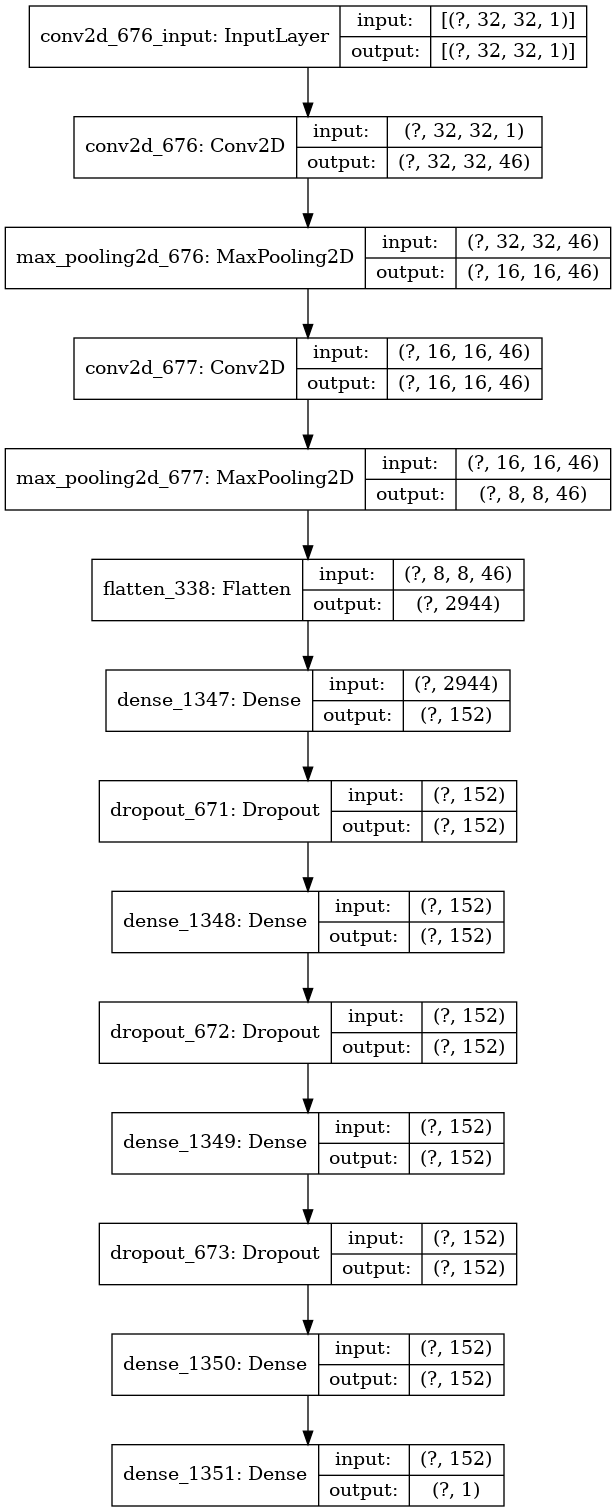 conv2d_676_input: InputLayer
input: [(?, 32, 32, 1)]
output: [(?, 32, 32, 1)]
conv2d_676: Conv2D
input: (?, 32, 32, 1)
output: (?, 32, 32, 46)
max_pooling2d_676: MaxPooling2D
input: (?, 32, 32, 46)
output: (?, 16, 16, 46)
conv2d_677: Conv2D
input: (?, 16, 16, 46)
output: (?, 16, 16, 46)
max_pooling2d_677: MaxPooling2D
input: (?, 16, 16, 46)
output: (?, 8, 8, 46)
flatten_338: Flatten
input: (?, 8, 8, 46)
output: (?, 2944)
dense_1347: Dense
input: (?, 2944)
output: (?, 152)
dropout_671: Dropout
input: (?, 152)
output: (?, 152)
dense_1348: Dense
input: (?, 152)
output: (?, 152)
dropout_672: Dropout
input: (?, 152)
output: (?, 152)
dense_1349: Dense
input: (?, 152)
output: (?, 152)
dropout_673: Dropout
input: (?, 152)
output: (?, 152)
dense_1350: Dense
input: (?, 152)
output: (?, 152)
dense_1351: Dense
input: (?, 152)
output: (?, 1)